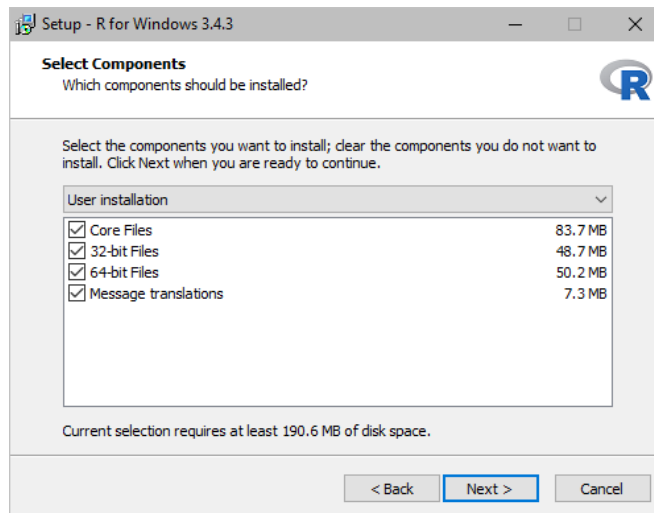 Setup - R for Windows 3.4.3
Select Components
Which components should be installed?
R
Select the components you want to install; clear the components you do not want to
install. Click Next when you are ready to continue.
User installation
Core Files 83.7 MB
32-bit Files 48.7 MB
64-bit Files 50.2 MB
Message translations 7.3 MB
Current selection requires at least 190.6 MB of disk space.
< Back Next > Cancel